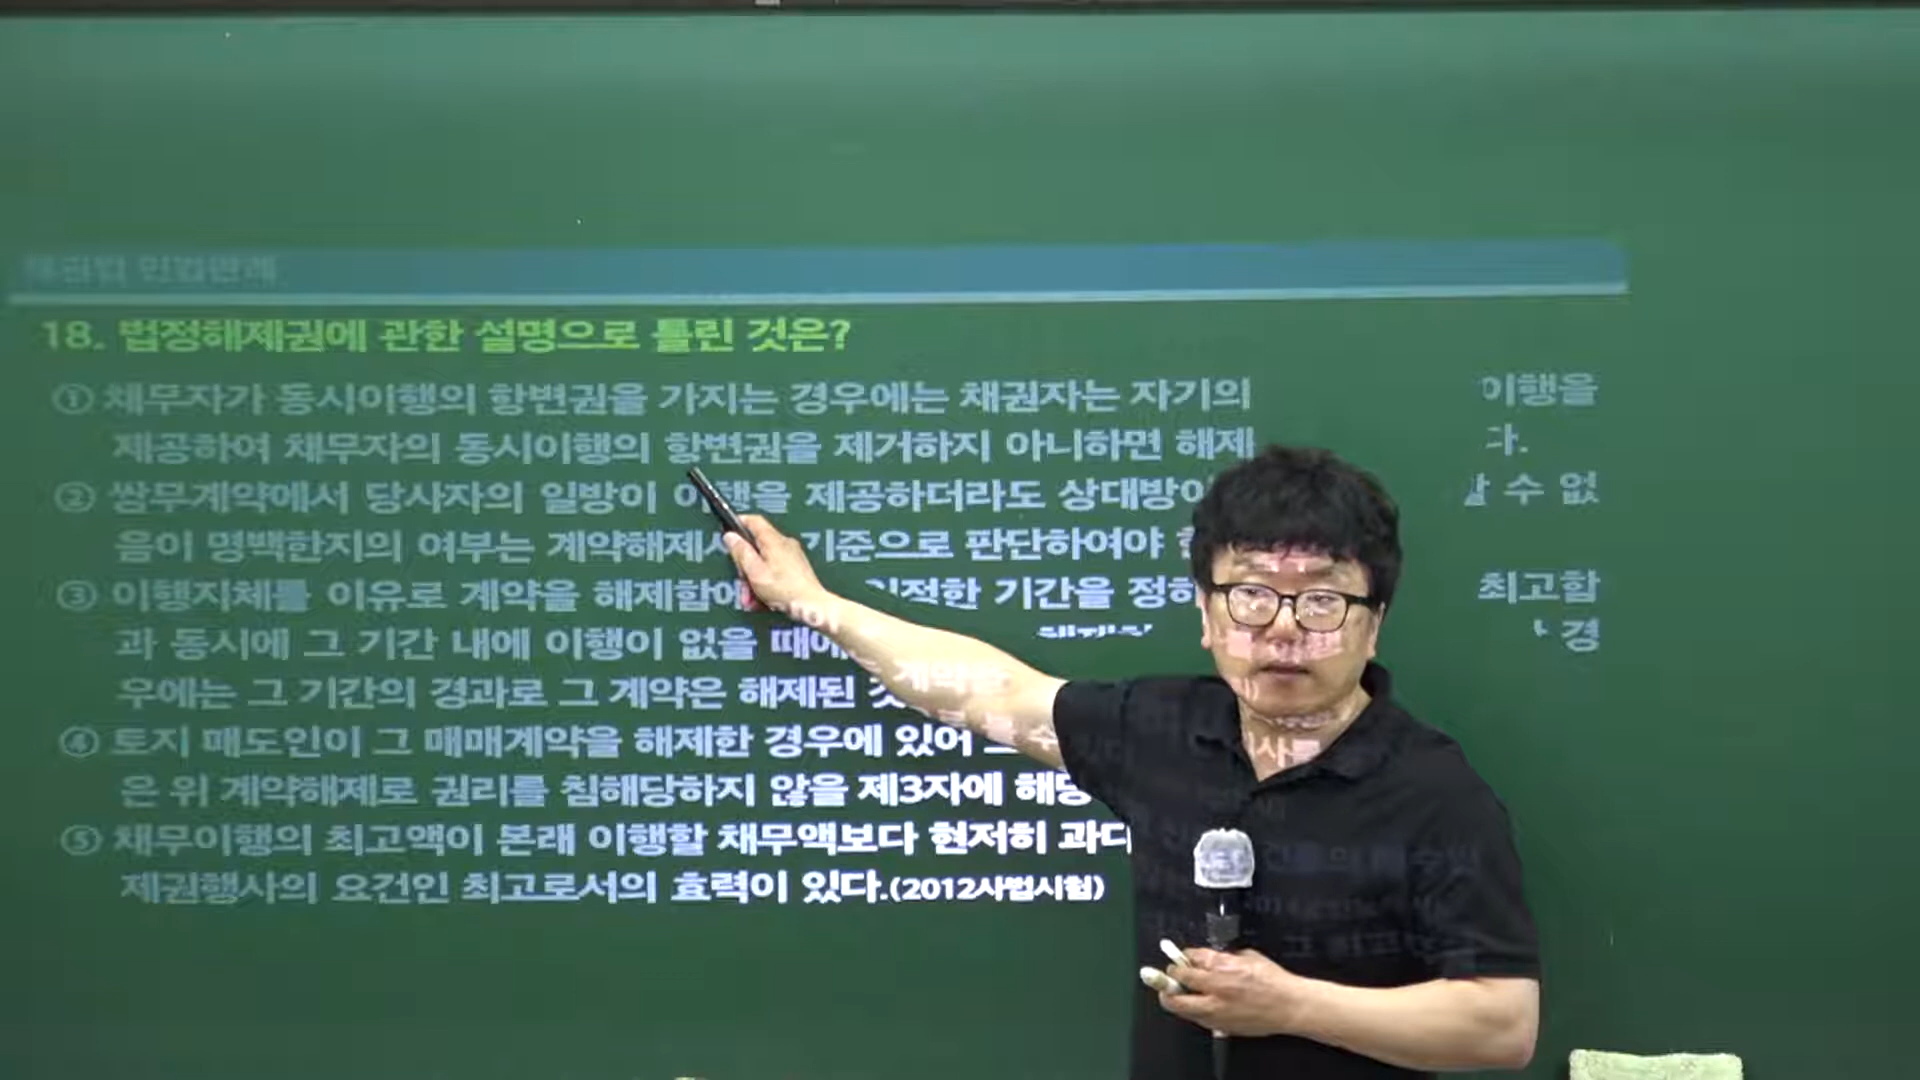 18. 법정해제권에 관한 설명으로 틀린 것은?
① 채무자가 동시이행의 항변권을 가지는 경우에는 채권자는 자기의 이행을
제공하여 채무자의 동시이행의 항변권을 제거하지 아니하면 해제 다.
② 쌍무계약에서 당사자의 일방이 이행을 제공하더라도 상대방이 수 없
음이 명백한지의 여부는 계약해제시 기준으로 판단하여야
③ 이행지체를 이유로 계약을 해제함에 기간을 정하 최고함
과 동시에 그 기간 내에 이행이 없을 때에 경
우에는 그 기간의 경과로 그 계약은 해제된
④ 토지 매도인이 그 매매계약을 해제한 경우에 있어
은 위 계약해제로 권리를 침해당하지 않을 제3자에 해당
⑤ 채무이행의 최고액이 본래 이행할 채무액보다 현저히 과다
제권행사의 요건인 최고로서의 효력이 있다.(2012사법시험)